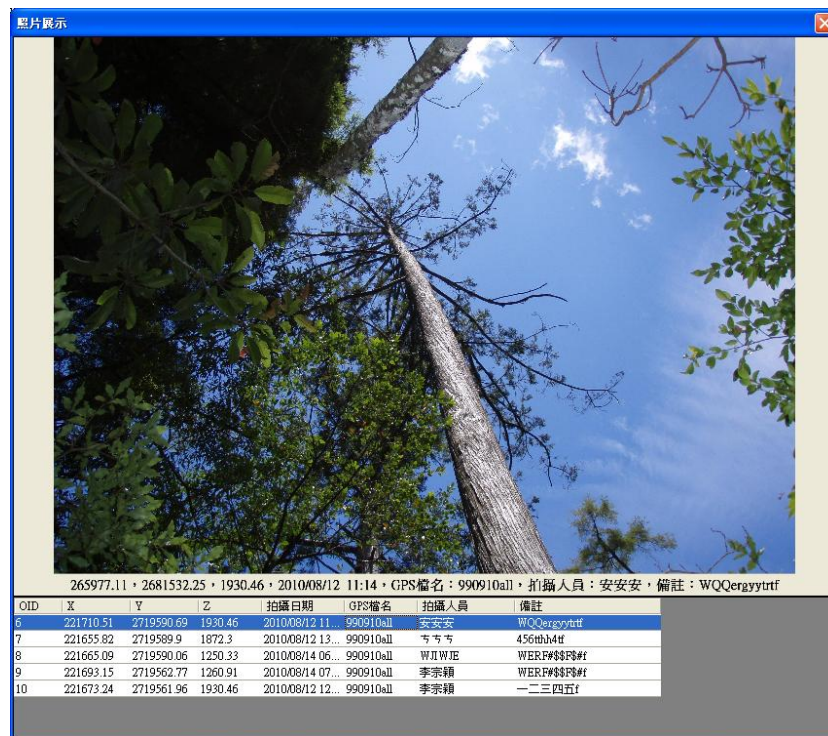 照片展示
265977.11，2681532.25，1930.46，2010/08/12 11:14，GPS檔名：990910all，拍攝人員：安安安，備註：WQQergyytrtf
OID X Y Z 拍攝日期 GPS檔名 拍攝人員 備註
6 221710.51 2719590.69 1930.46 2010/08/12 11... 990910all 安安安 WQQergyytrtf
7 221655.82 2719589.9 1872.3 2010/08/12 13... 990910all ㄘㄘㄘ 456tthh4tf
8 221665.09 2719590.06 1250.33 2010/08/14 06... 990910all WJIWJE WERF#$$F$#f
9 221693.15 2719562.77 1260.91 2010/08/14 07... 990910all 李宗穎 WERF#$$F$#f
10 221673.24 2719561.96 1930.46 2010/08/12 12... 990910all 李宗穎 一二三四五f